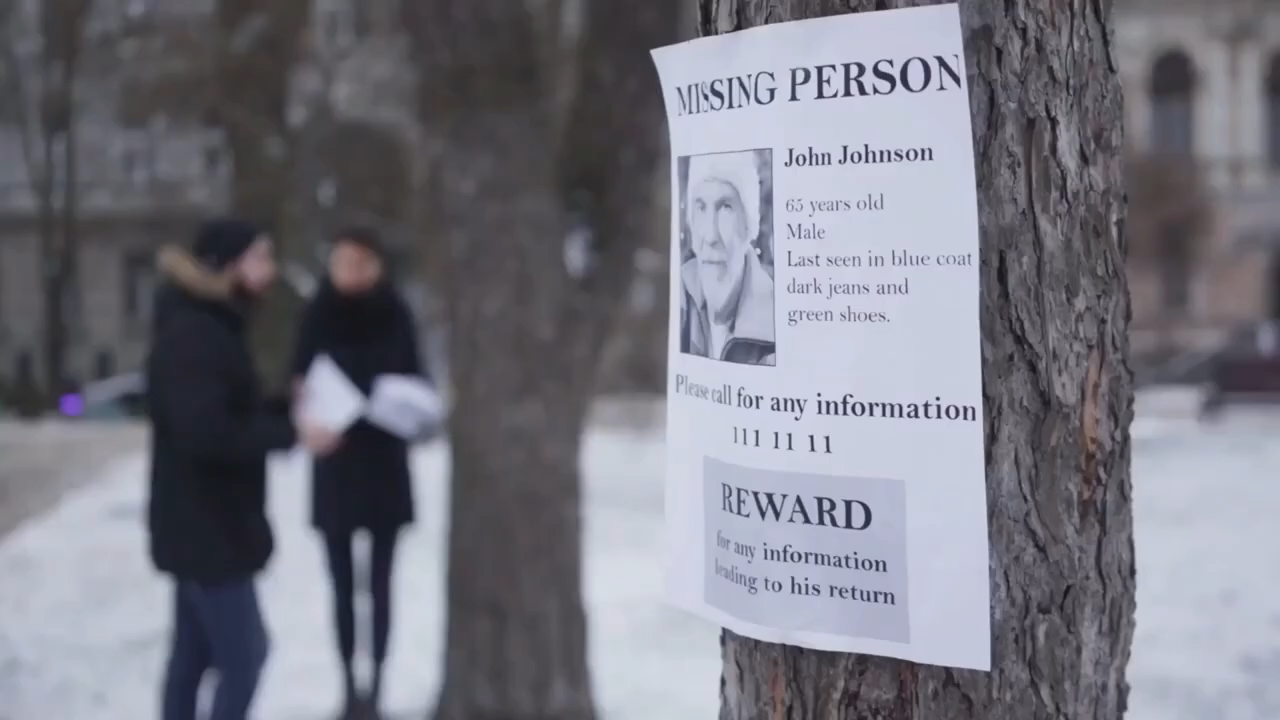 MISSING PERSON
John Johnson
65 years old
Male
Last seen in blue coat
dark jeans and
green shoes.
Please call for any information
111 11 11
REWARD
for any information
leading to his return